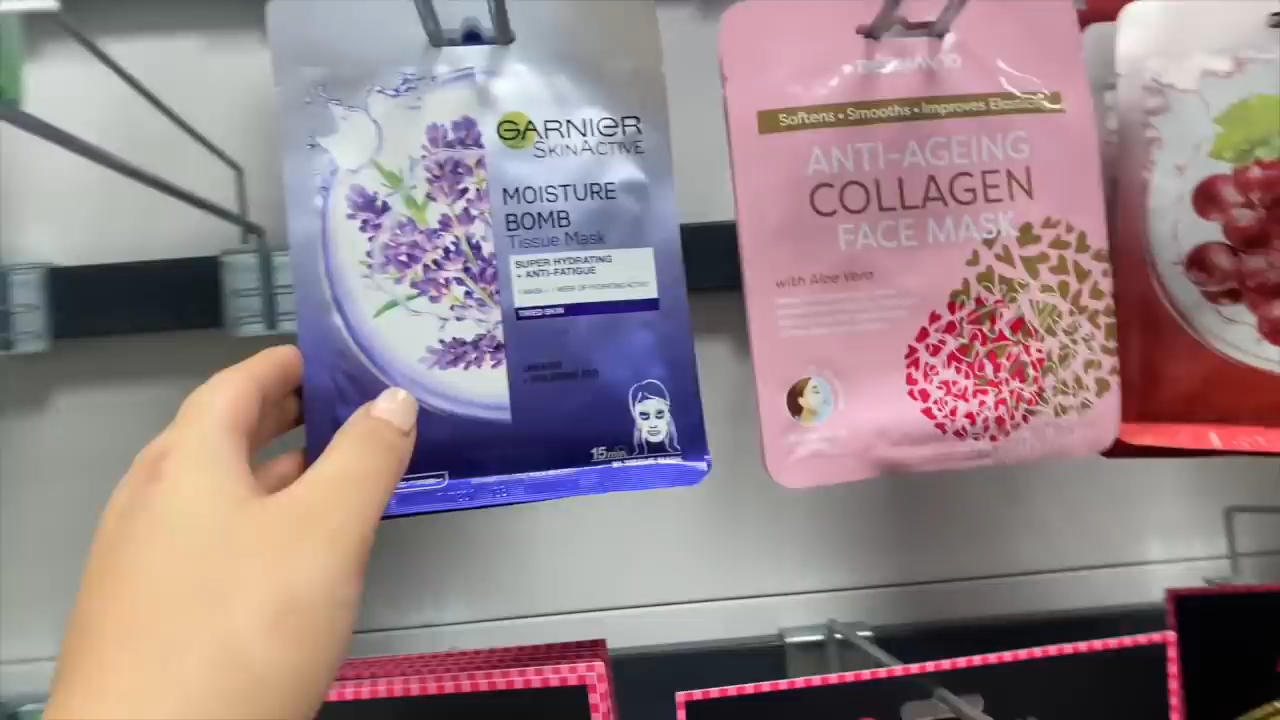 GARNIER
SKINACTIVE
MOISTURE
BOMB
Tissue Mask
SUPER HYDRATING
+ ANTI-FATIGUE
TIRED SKIN
15min
Softens • Smooths • Improves
ANTI-AGEING
COLLAGEN
FACE MASK
with Aloe Vera